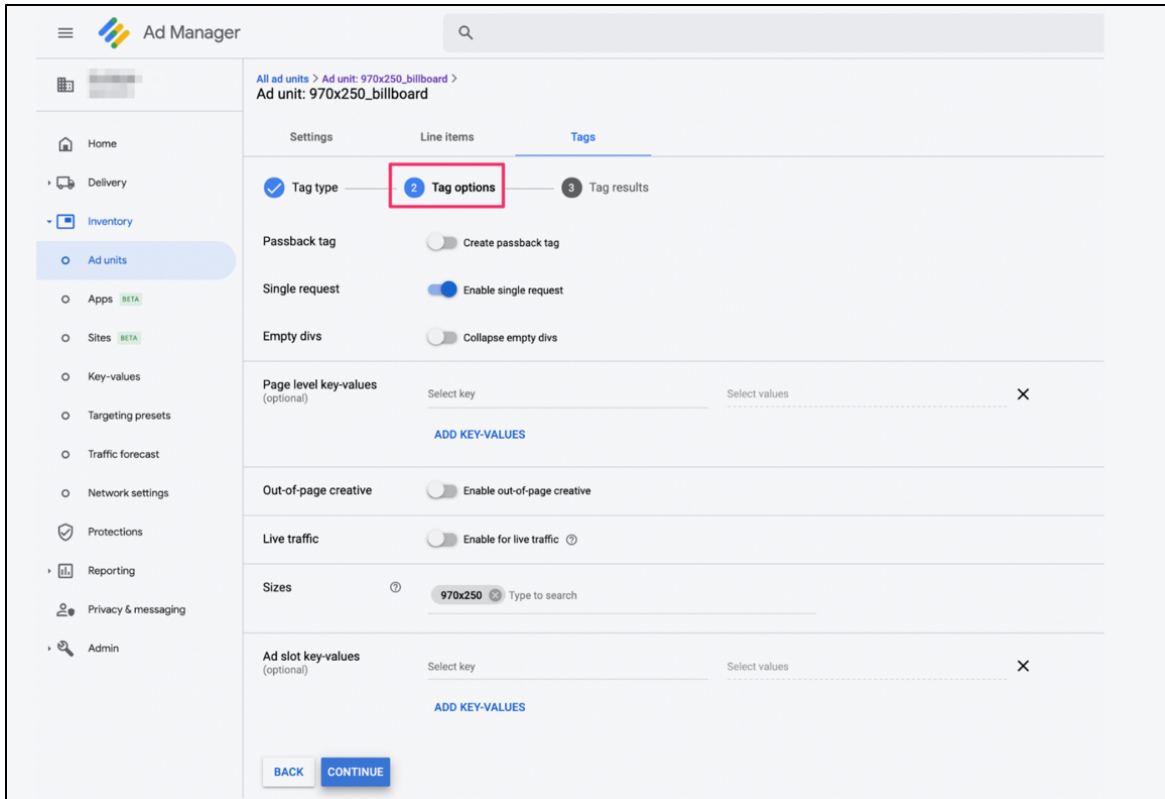 Ad Manager
All ad units > Ad unit: 970x250_billboard >
Ad unit: 970x250_billboard
Settings Line items Tags
Tag type 2 Tag options 3 Tag results
Home
Delivery
Inventory
Ad units
Apps BETA
Sites BETA
Key-values
Targeting presets
Traffic forecast
Network settings
Protections
Reporting
Privacy & messaging
Admin
Passback tag Create passback tag
Single request Enable single request
Empty divs Collapse empty divs
Page level key-values Select key Select values
(optional)
ADD KEY-VALUES
Out-of-page creative Enable out-of-page creative
Live traffic Enable for live traffic
Sizes 970x250 Type to search
Ad slot key-values Select key Select values
(optional)
ADD KEY-VALUES
BACK CONTINUE